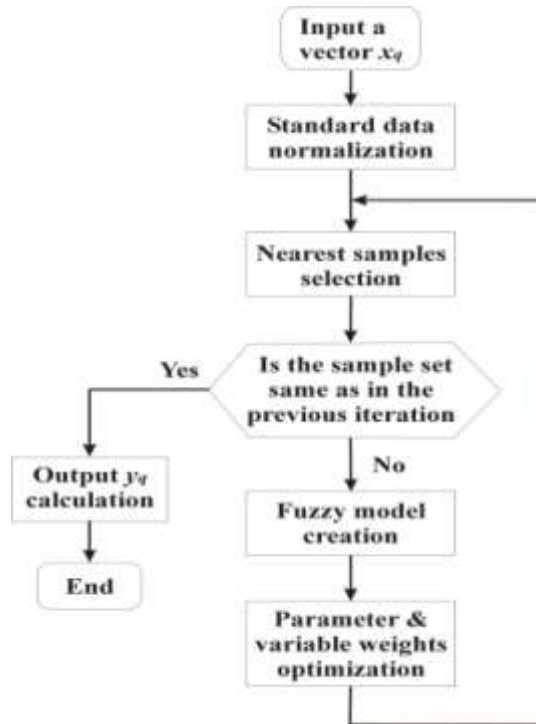 Input a
vector xq
Standard data
normalization
Nearest samples
selection
Yes
Is the sample set
same as in the
previous iteration
No
Output yq
calculation
Fuzzy model
creation
End
Parameter &
variable weights
optimization